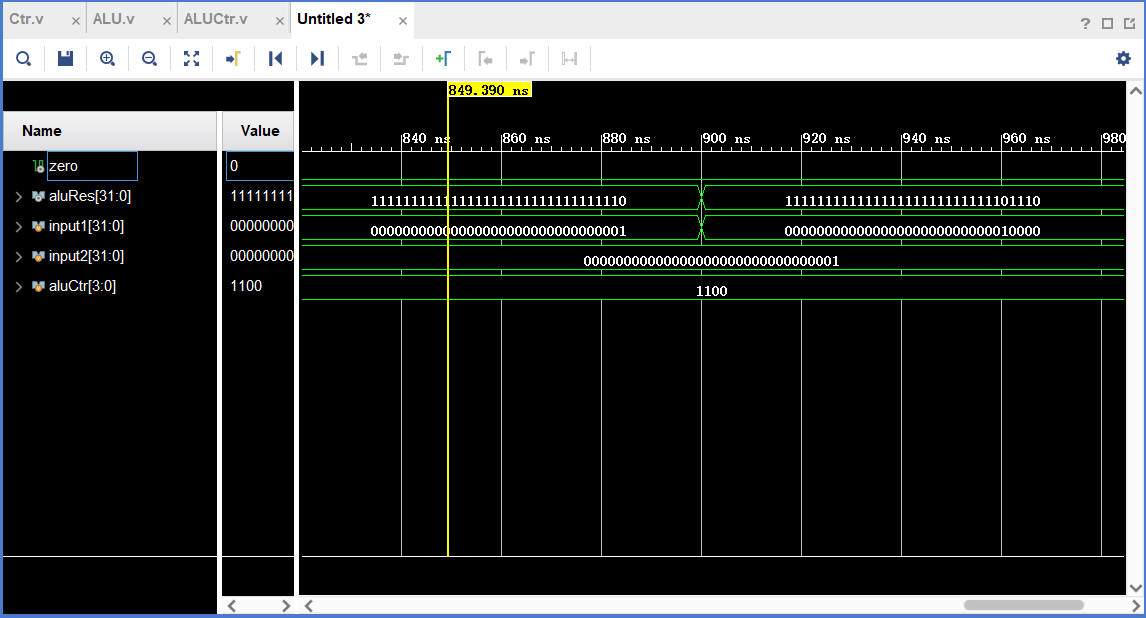 Ctr.v × ALU.v × ALUCtr.v × Untitled 3* ×
849.390 ns
Name Value
840 ns 860 ns 880 ns 900 ns 920 ns 940 ns 960 ns 980
zero 0
aluRes[31:0] 11111111 11111111111111111111111111111110 11111111111111111111111111101110
input1[31:0] 00000000 00000000000000000000000000000001 00000000000000000000000000010000
input2[31:0] 00000000 00000000000000000000000000000001
aluCtr[3:0] 1100 1100